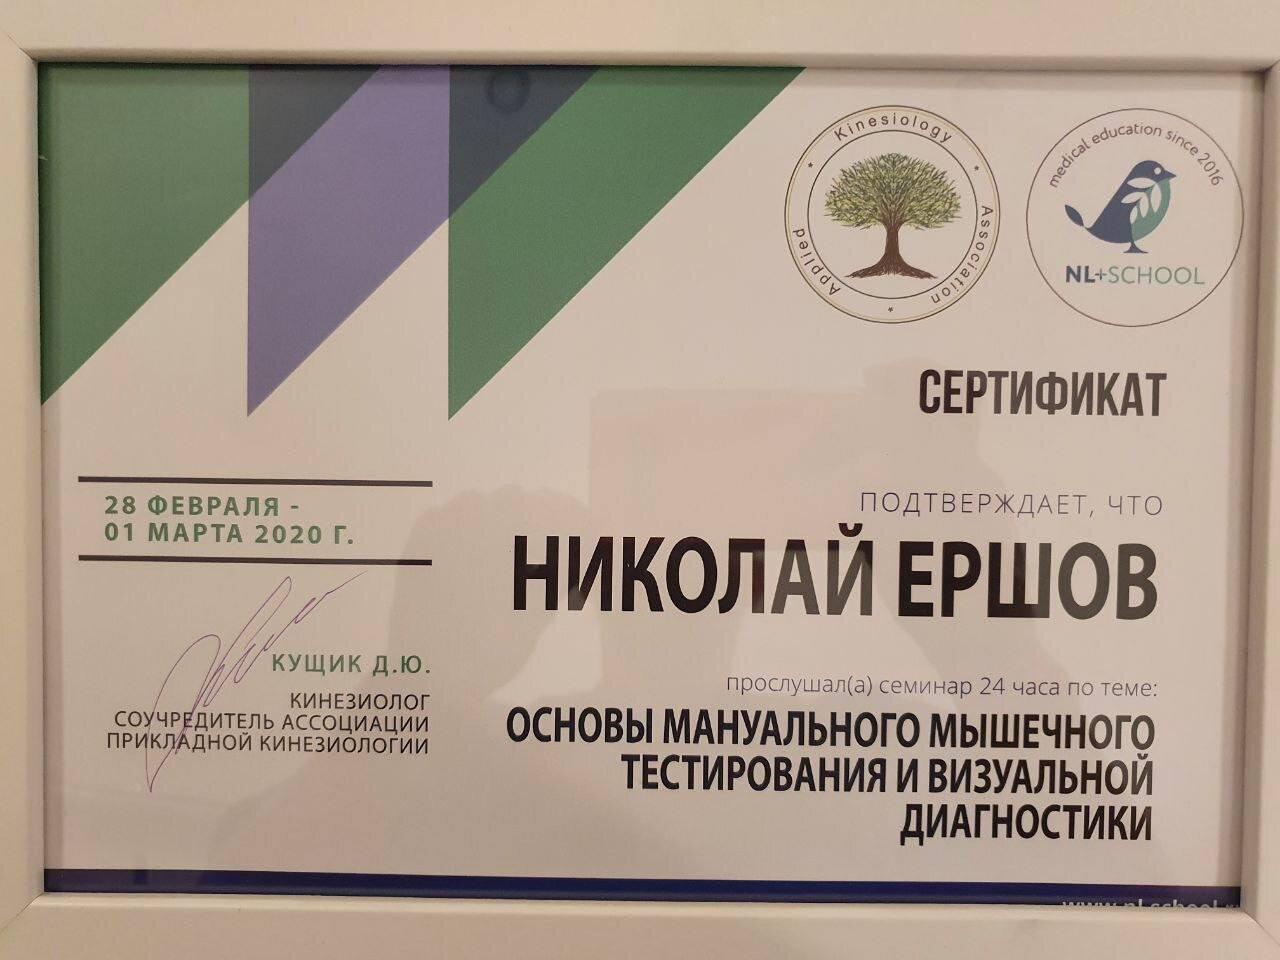 Applied * Kinesiology * Association *
medical education since 2016
NL+SCHOOL
СЕРТИФИКАТ
28 ФЕВРАЛЯ -
01 МАРТА 2020 Г.
КУЩИК Д.Ю.
КИНЕЗИОЛОГ
СОУЧРЕДИТЕЛЬ АССОЦИАЦИИ
ПРИКЛАДНОЙ КИНЕЗИОЛОГИИ
ПОДТВЕРЖДАЕТ, ЧТО
НИКОЛАЙ ЕРШОВ
прослушал(а) семинар 24 часа по теме:
ОСНОВЫ МАНУАЛЬНОГО МЫШЕЧНОГО
ТЕСТИРОВАНИЯ И ВИЗУАЛЬНОЙ
ДИАГНОСТИКИ